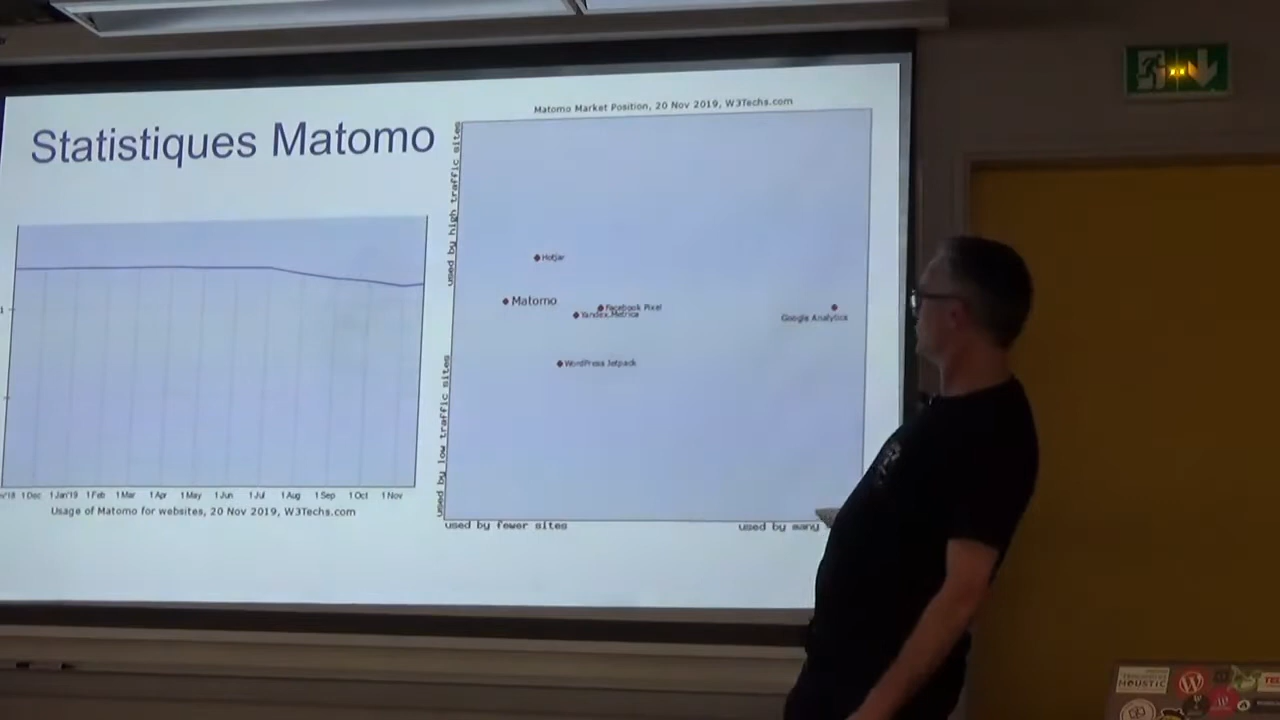 Statistiques Matomo
1
1 Dec 1 Jan'19 1 Feb 1 Mar 1 Apr 1 May 1 Jun 1 Jul 1 Aug 1 Sep 1 Oct 1 Nov
Usage of Matomo for websites, 20 Nov 2019, W3Techs.com
Matomo Market Position, 20 Nov 2019, W3Techs.com
used by high traffic sites
used by low traffic sites
Hotjar
Matomo
Facebook Pixel
Yandex.Metrica
Google Analytics
WordPress Jetpack
used by fewer sites
used by many
MOUSTIC